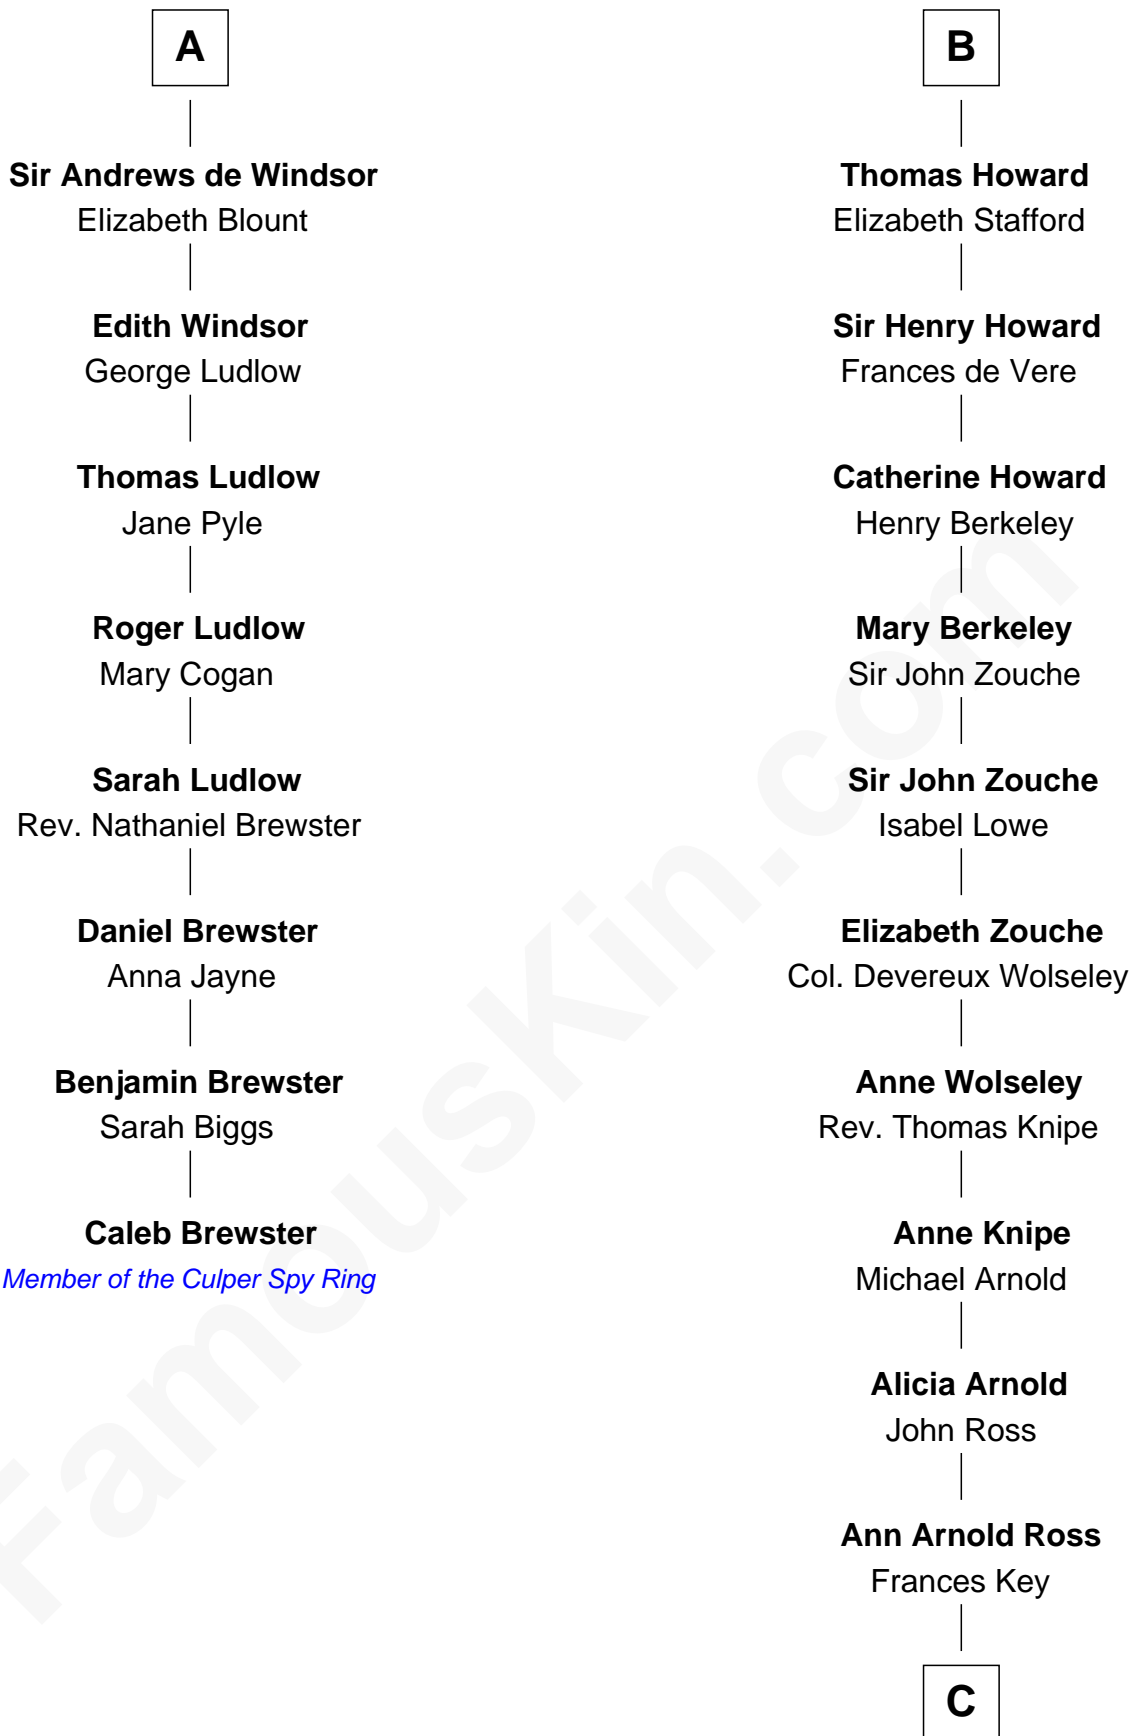 A
Sir Andrews de Windsor
Elizabeth Blount
Edith Windsor
George Ludlow
Thomas Ludlow
Jane Pyle
Roger Ludlow
Mary Cogan
Sarah Ludlow
Rev. Nathaniel Brewster
Daniel Brewster
Anna Jayne
Benjamin Brewster
Sarah Biggs
Caleb Brewster
Member of the Culper Spy Ring
B
Thomas Howard
Elizabeth Stafford
Sir Henry Howard
Frances de Vere
Catherine Howard
Henry Berkeley
Mary Berkeley
Sir John Zouche
Sir John Zouche
Isabel Lowe
Elizabeth Zouche
Col. Devereux Wolseley
Anne Wolseley
Rev. Thomas Knipe
Anne Knipe
Michael Arnold
Alicia Arnold
John Ross
Ann Arnold Ross
Frances Key
C
FamousKin.com